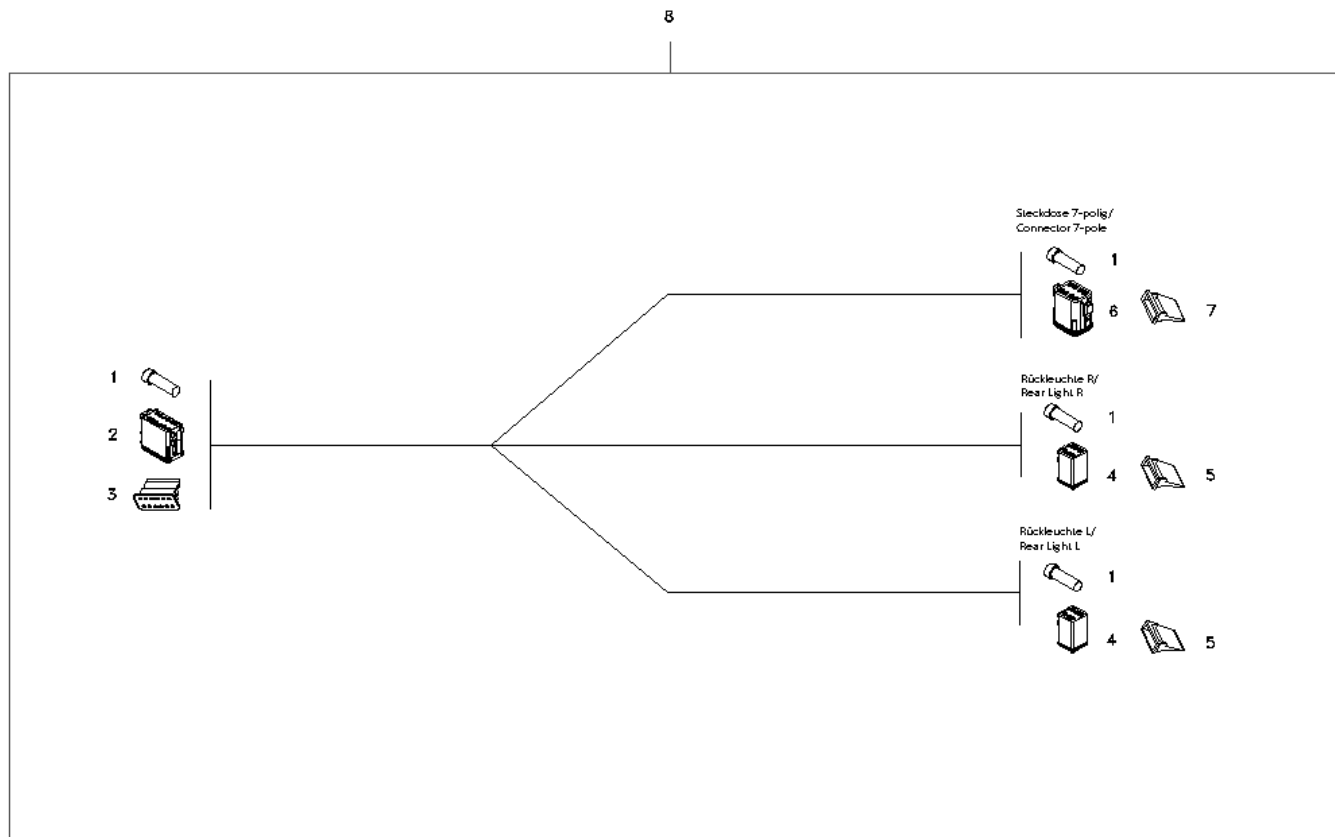 8
Steckdose 7-polig/
Connector 7-pole
1
6
7
1
2
3
Rückleuchte R/
Rear Light R
1
4
5
Rückleuchte L/
Rear Light L
1
4
5